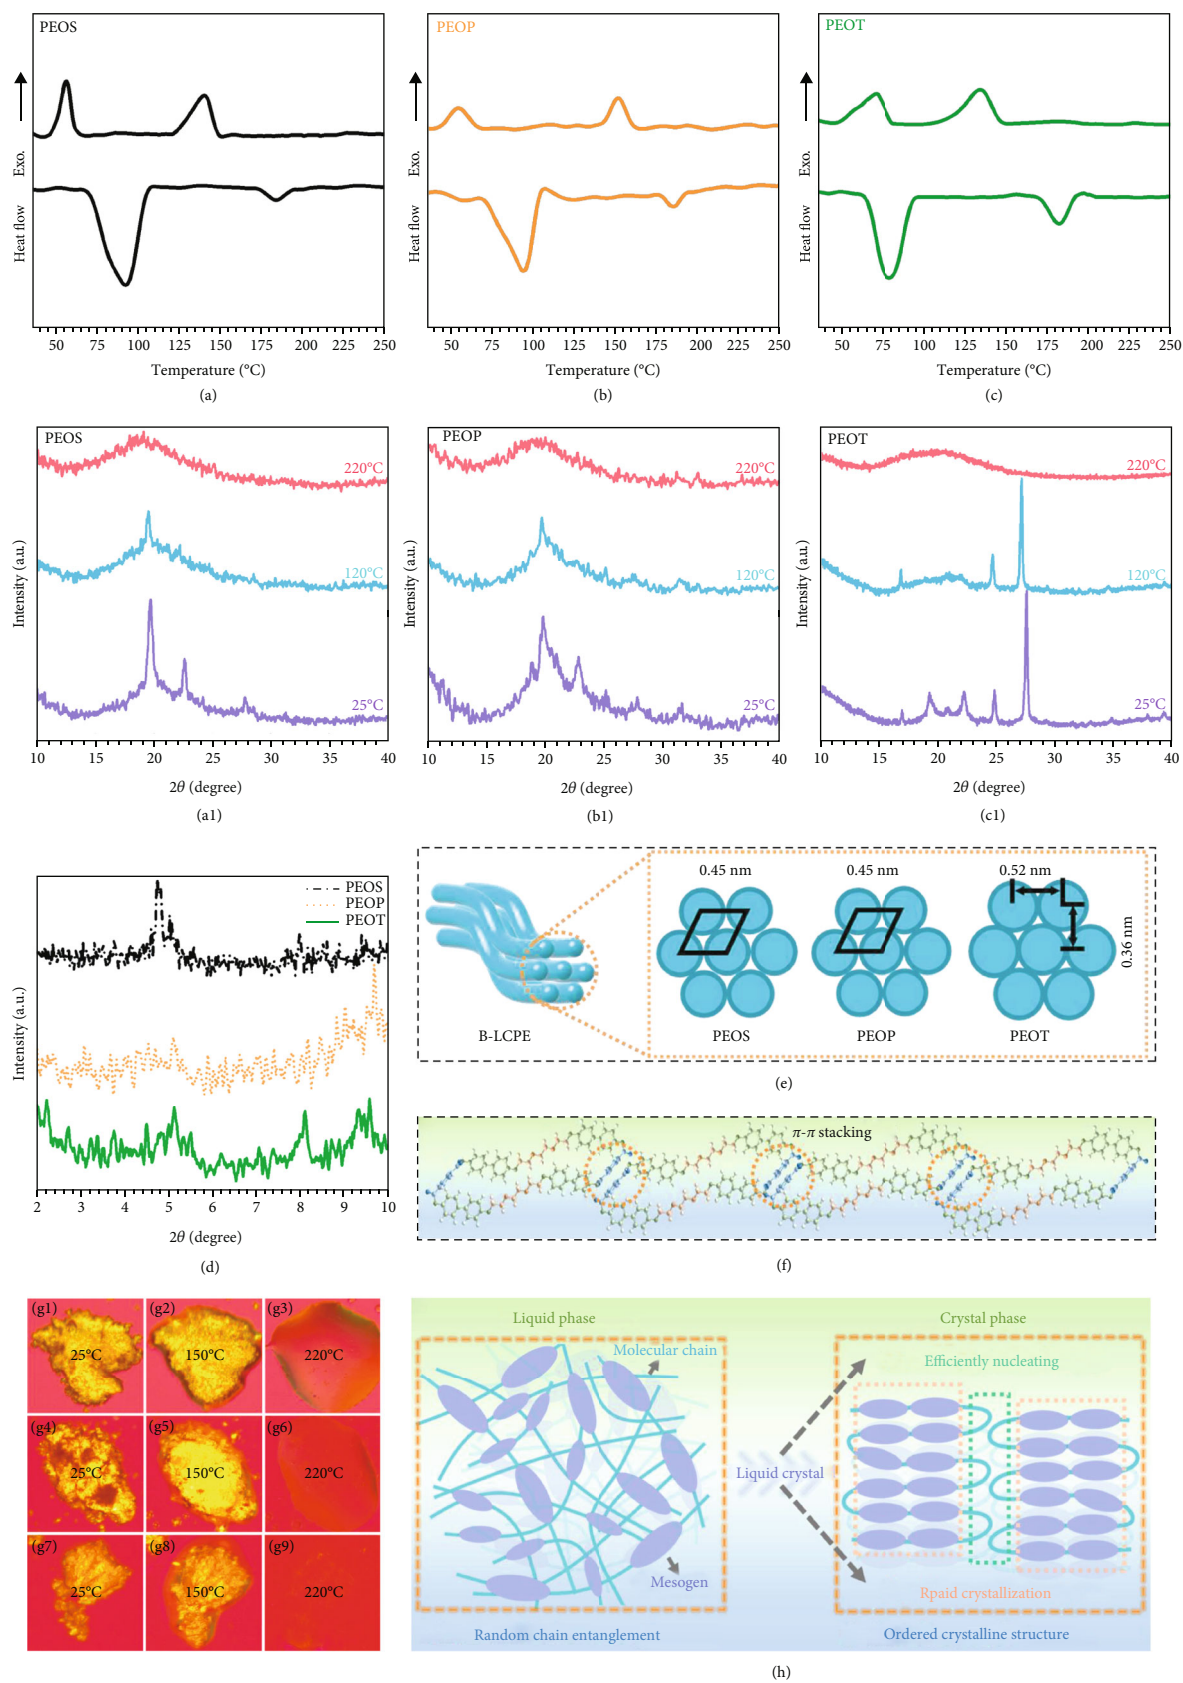 PEOS
PEOP
PEOT
Heat flow Exo.
Heat flow Exo.
Heat flow Exo.
50 75 100 125 150 175 200 225 250
50 75 100 125 150 175 200 225 250
50 75 100 125 150 175 200 225 250
Temperature (°C)
Temperature (°C)
Temperature (°C)
(a)
(b)
(c)
PEOS
220°C
120°C
25°C
Intensity (a.u.)
10 15 20 25 30 35 40
2θ (degree)
(a1)
PEOP
220°C
120°C
25°C
Intensity (a.u.)
10 15 20 25 30 35 40
2θ (degree)
(b1)
PEOT
220°C
120°C
25°C
Intensity (a.u.)
10 15 20 25 30 35 40
2θ (degree)
(c1)
PEOS
PEOP
PEOT
Intensity (a.u.)
2 3 4 5 6 7 8 9 10
2θ (degree)
(d)
0.45 nm
0.45 nm
0.52 nm
0.36 nm
B-LCPE
PEOS
PEOP
PEOT
(e)
π-π stacking
(f)
(g1)
25°C
(g2)
150°C
(g3)
220°C
(g4)
25°C
(g5)
150°C
(g6)
220°C
(g7)
25°C
(g8)
150°C
(g9)
220°C
Liquid phase
Molecular chain
Mesogen
Random chain entanglement
Liquid crystal
Crystal phase
Efficiently nucleating
Rpaid crystallization
Ordered crystalline structure
(h)